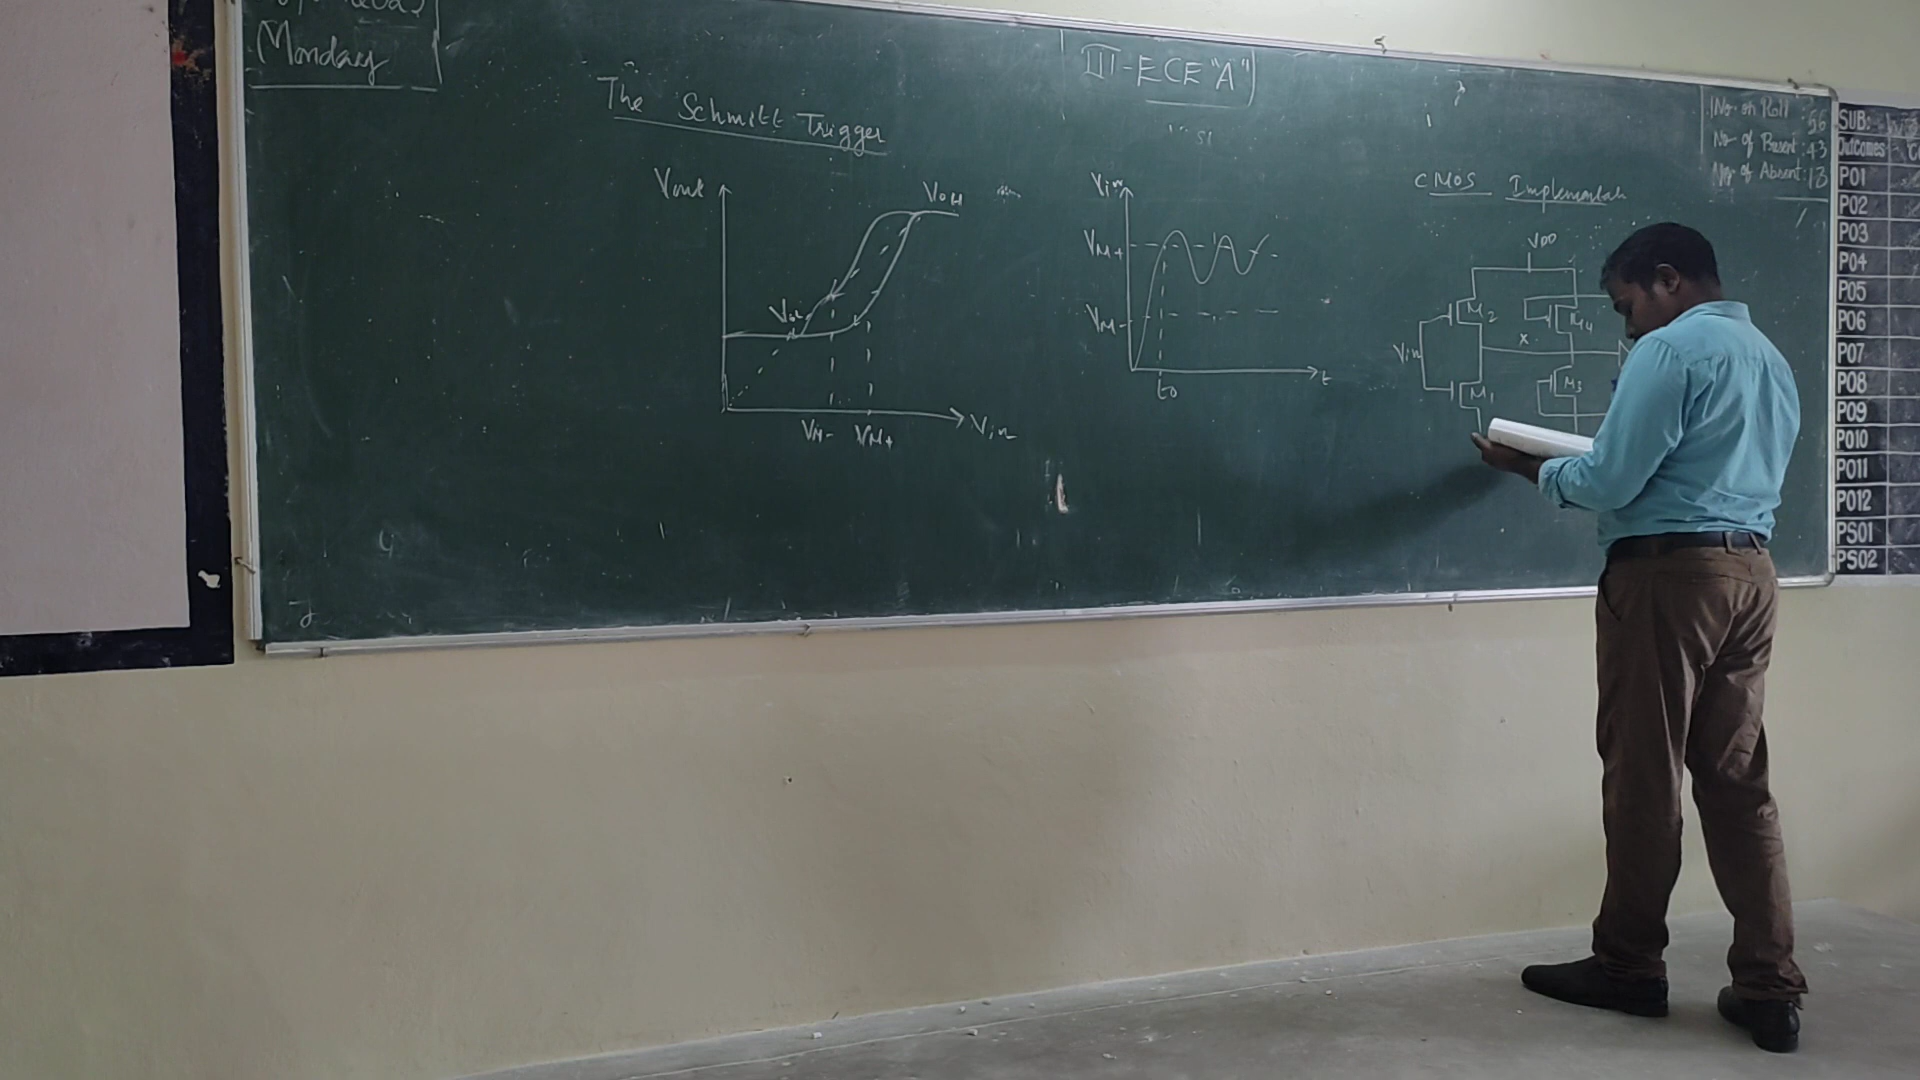 Monday
III-ECE "A"
No. on Roll : 56
No of Present : 43
No. of Absent : 13
The Schmitt Trigger
Vout
VOH
VOL
VM- VM+
Vin
Vin
VM+
VM-
to
t
CMOS
VDD
M2
M4
X
Vin
M1
M3
SUB:
Outcomes
PO1
PO2
PO3
PO4
PO5
PO6
PO7
PO8
PO9
PO10
PO11
PO12
PSO1
PSO2